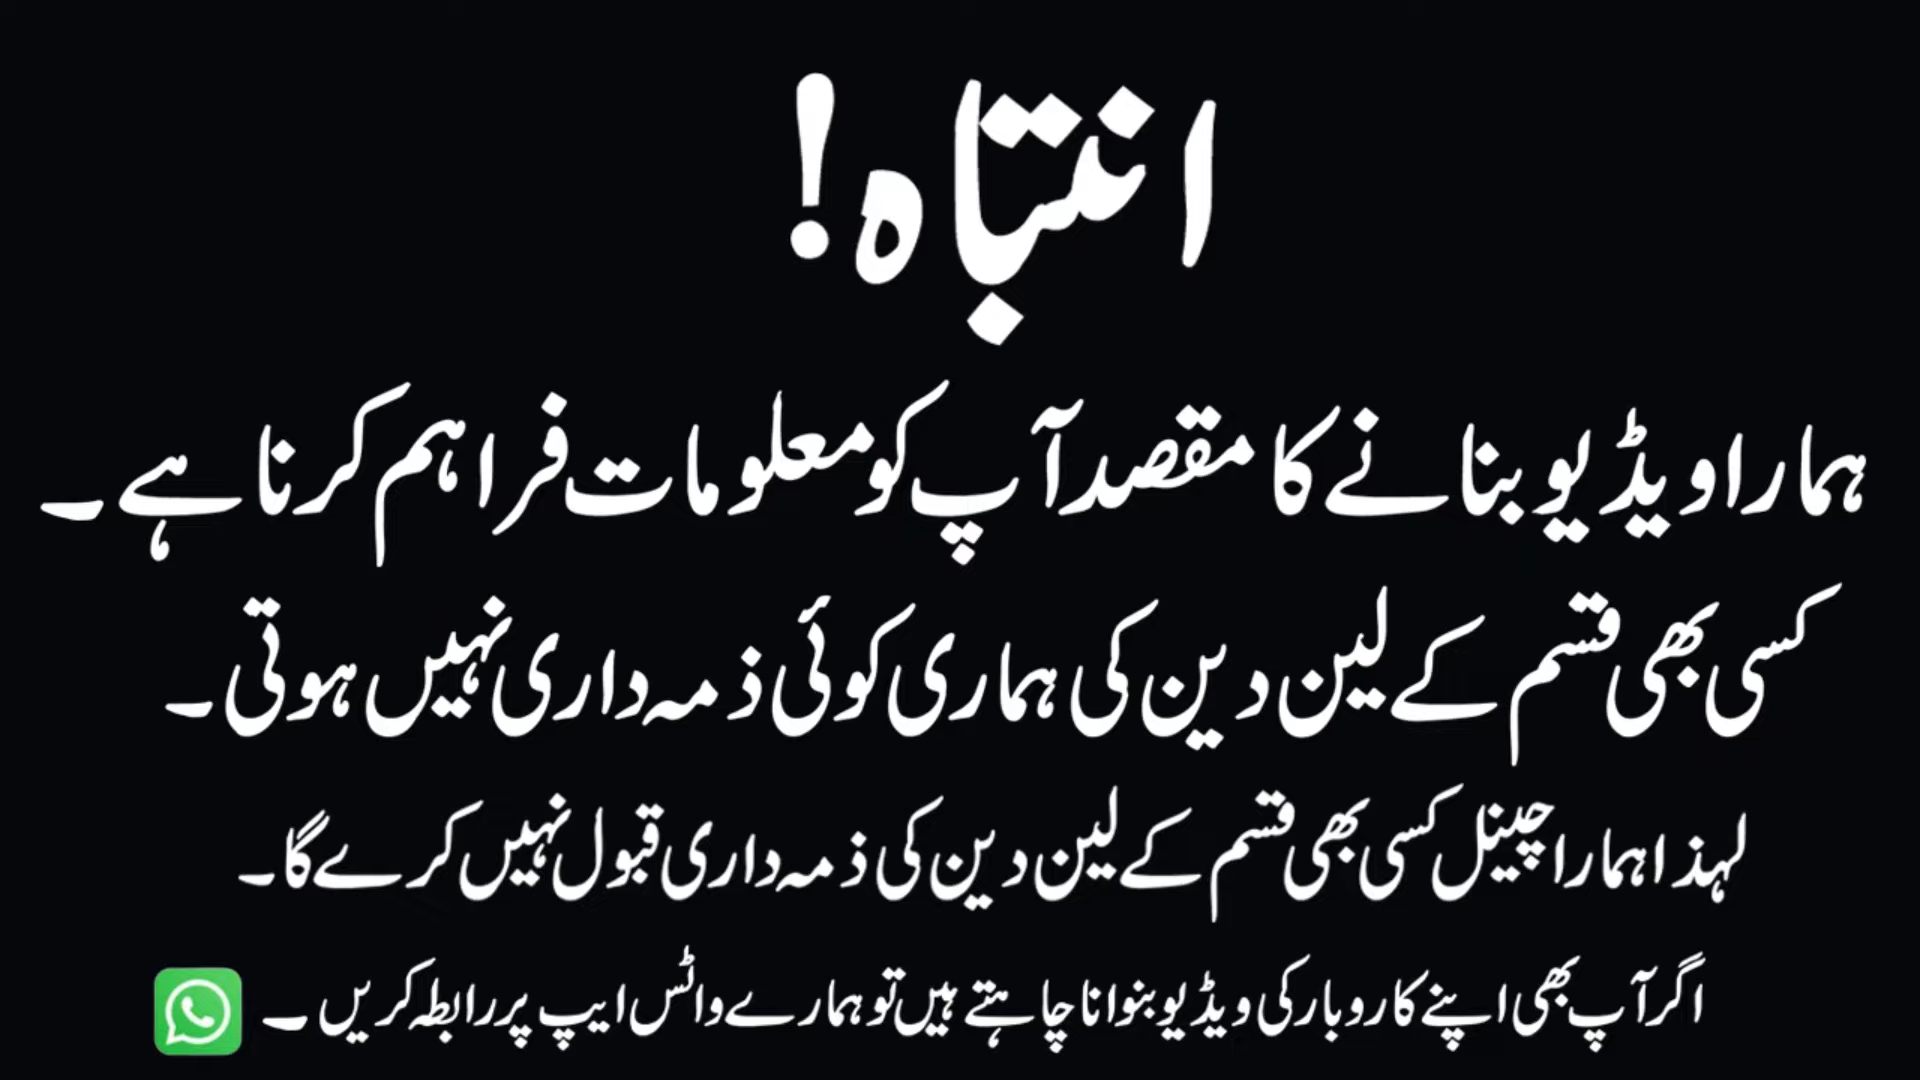 انتباہ!
ہمارا ویڈیو بنانے کا مقصد آپ کو معلومات فراہم کرنا ہے۔
کسی بھی قسم کے لین دین کی ہماری کوئی ذمہ داری نہیں ہوتی۔
لہذا ہمارا چینل کسی بھی قسم کے لین دین کی ذمہ داری قبول نہیں کرے گا۔
اگر آپ بھی اپنے کاروبار کی ویڈیو بنوانا چاہتے ہیں تو ہمارے واٹس ایپ پر رابطہ کریں۔